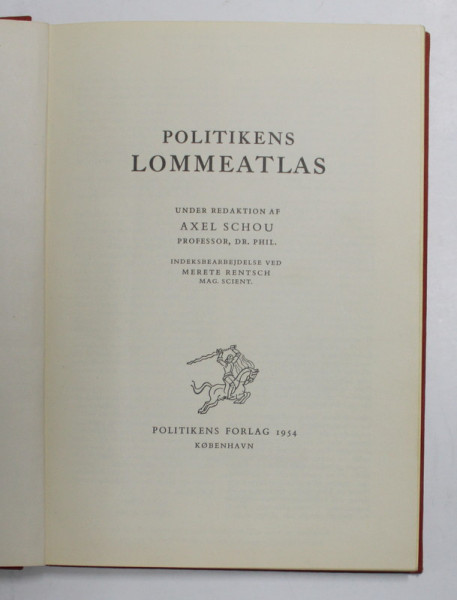 POLITIKENS
LOMMEATLAS
UNDER REDAKTION AF
AXEL SCHOU
PROFESSOR, DR. PHIL.
INDEKSBEARBEJDELSE VED
MERETE RENTSCH
MAG. SCIENT.
POLITIKENS FORLAG 1954
KØBENHAVN